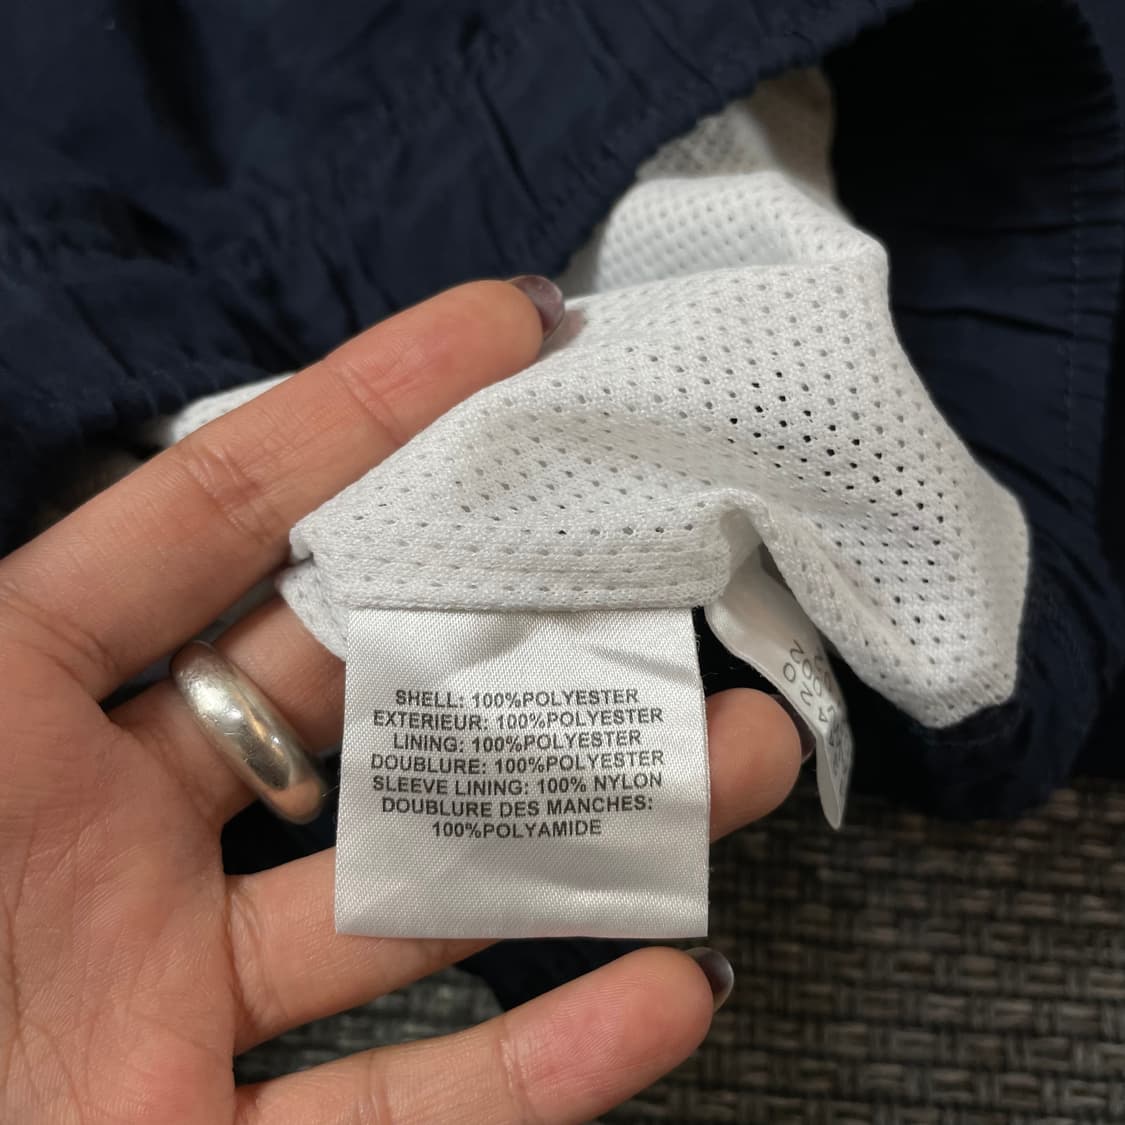 SHELL: 100%POLYESTER
EXTERIEUR: 100%POLYESTER
LINING: 100%POLYESTER
DOUBLURE: 100%POLYESTER
SLEEVE LINING: 100% NYLON
DOUBLURE DES MANCHES:
100%POLYAMIDE